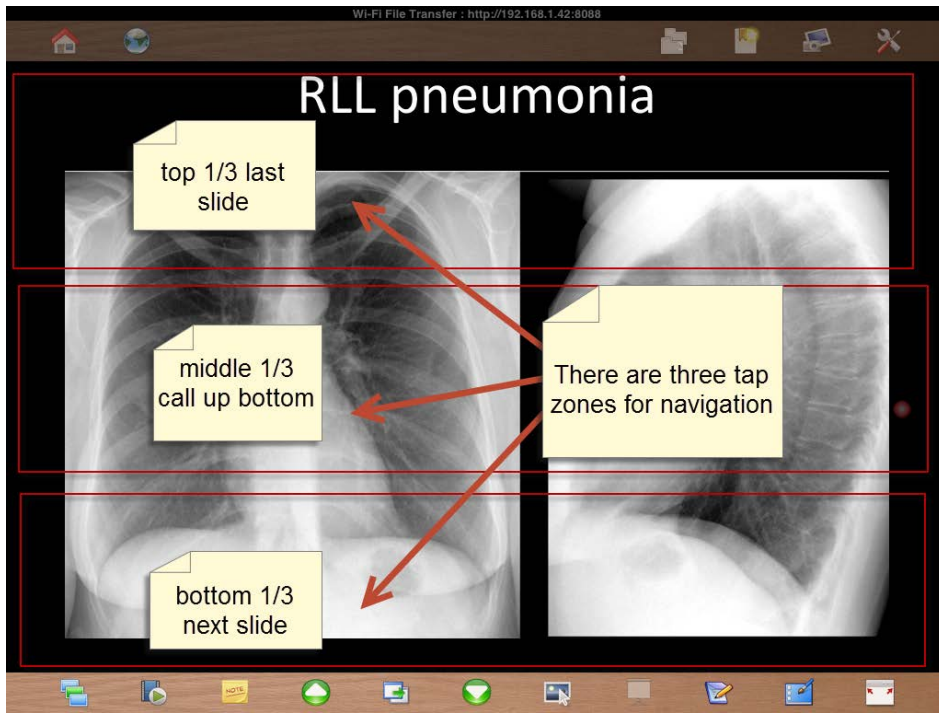 Wi-Fi File Transfer : http://192.168.1.42:8088
RLL pneumonia
top 1/3 last
slide
middle 1/3
call up bottom
There are three tap
zones for navigation
bottom 1/3
next slide
NOTE